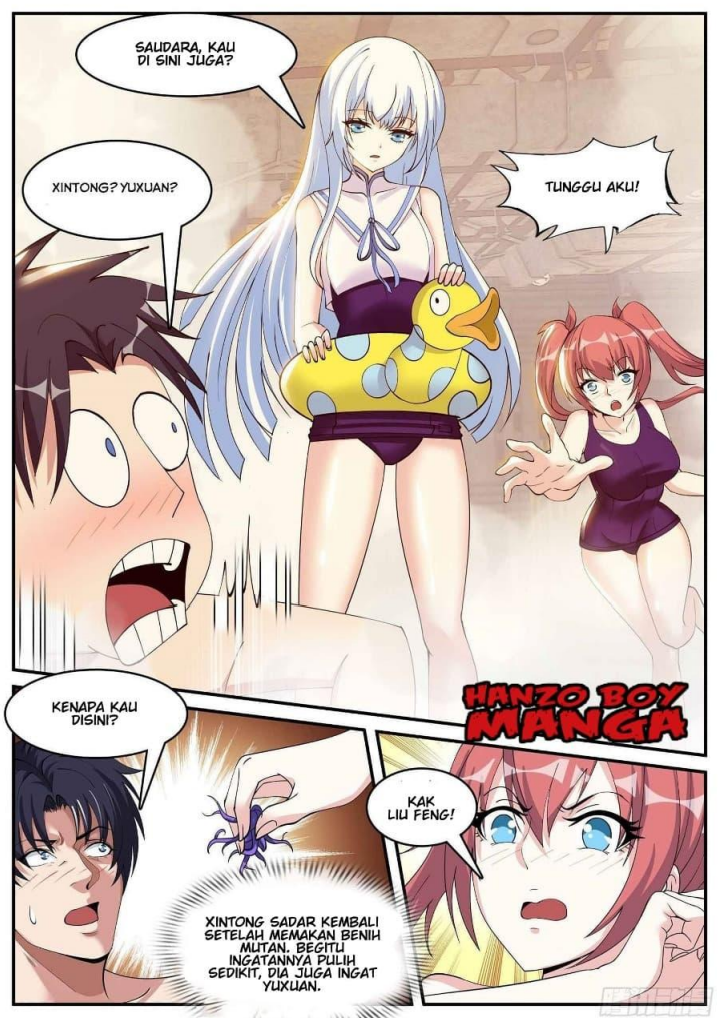 SAUDARA, KAU
DI SINI JUGA?
XINTONG? YUXUAN?
TUNGGU AKU!
HANZO BOY
MANGA
KENAPA KAU
DISINI?
XINTONG SADAR KEMBALI
SETELAH MEMAKAN BENIH
MUTAN. BEGITU
INGATANNYA PULIH
SEDIKIT, DIA JUGA INGAT
YUXUAN.
KAK
LIU FENG!